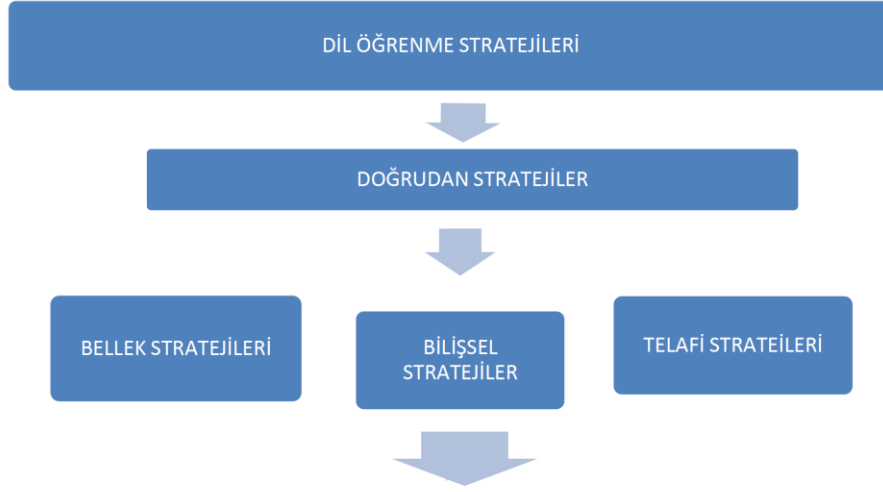 DİL ÖĞRENME STRATEJİLERİ
DOĞRUDAN STRATEJİLER
BELLEK STRATEJİLERİ
BİLİŞSEL
STRATEJİLER
TELAFİ STRATEİLERİ